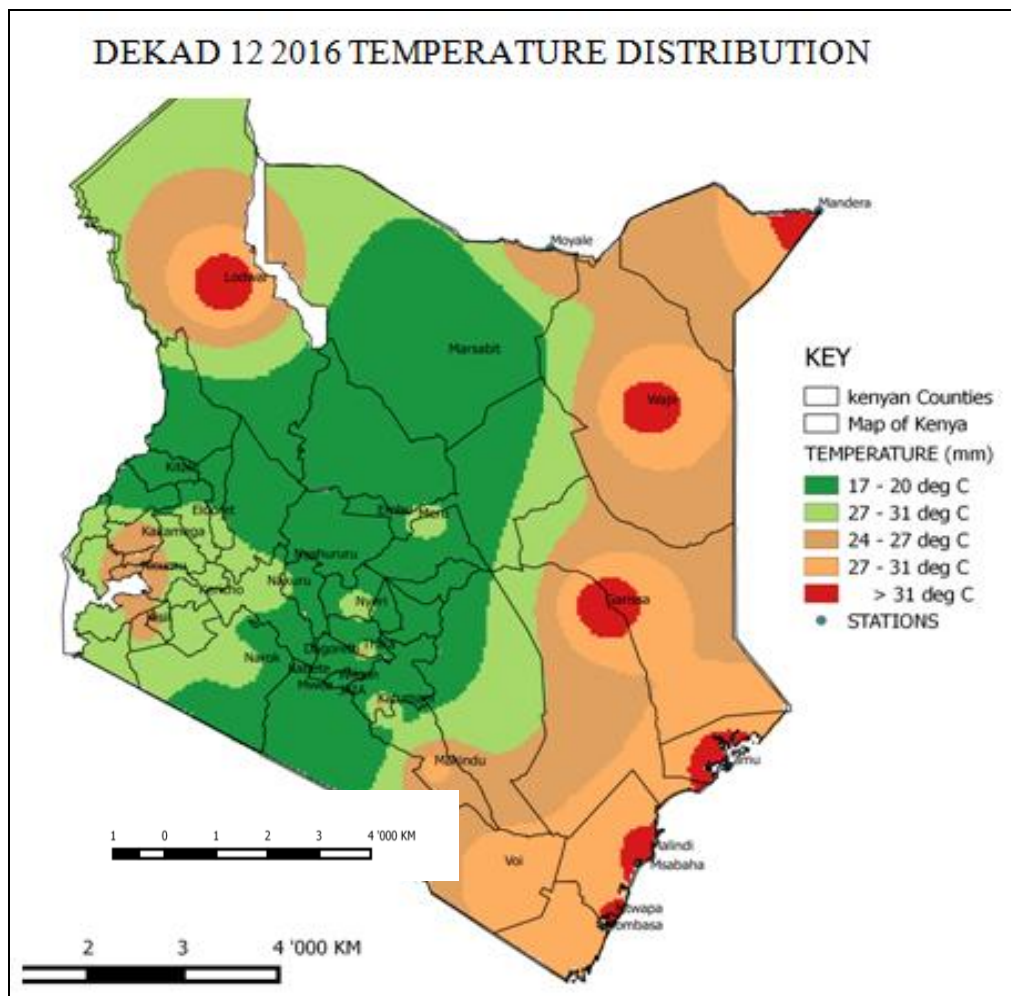 DEKAD 12 2016 TEMPERATURE DISTRIBUTION
Mandera
Moyale
Lodwar
Marsabit
Wajir
KEY
kenyan Counties
Map of Kenya
TEMPERATURE (mm)
17 - 20 deg C
27 - 31 deg C
24 - 27 deg C
27 - 31 deg C
> 31 deg C
STATIONS
Kitale
Eldoret
Embu
Meru
Kakamega
Kisumu
Nyahururu
Nakuru
Kericho
Nyeri
Garissa
Kisii
Thika
Dagoretti
Narok
Kabete
Makindu
Lamu
1 0 1 2 3 4 '000 KM
Voi
Malindi
Msabaha
Mtwapa
Mombasa
2 3 4 '000 KM